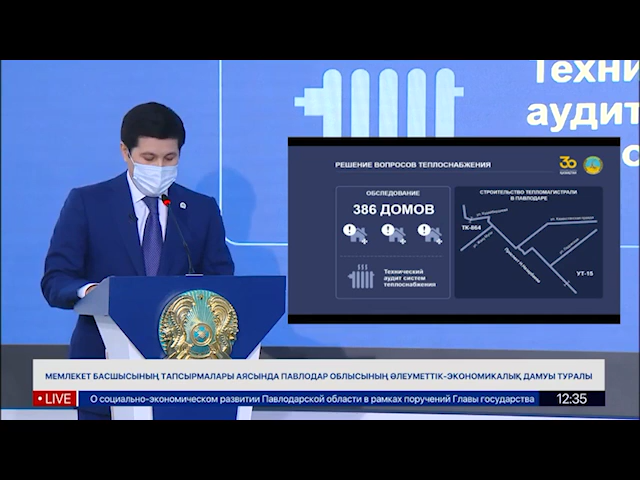 Техни
аудит
РЕШЕНИЕ ВОПРОСОВ ТЕПЛОСНАБЖЕНИЯ
ОБСЛЕДОВАНИЕ
386 ДОМОВ
Технический
аудит систем
теплоснабжения
СТРОИТЕЛЬСТВО ТЕПЛОМАГИСТРАЛИ
В ПАВЛОДАРЕ
ТК-864
УТ-15
МЕМЛЕКЕТ БАСШЫСЫНЫҢ ТАПСЫРМАЛАРЫ АЯСЫНДА ПАВЛОДАР ОБЛЫСЫНЫҢ ӘЛЕУМЕТТІК-ЭКОНОМИКАЛЫҚ ДАМУЫ ТУРАЛЫ
LIVE
О социально-экономическом развитии Павлодарской области в рамках поручений Главы государства
12:35